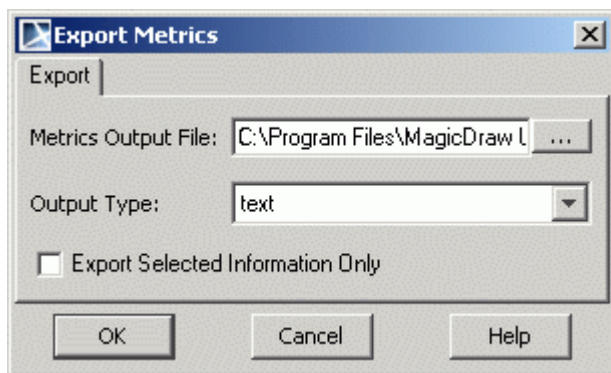 Export Metrics
Export
Metrics Output File: C:\Program Files\MagicDraw U ...
Output Type: text
Export Selected Information Only
OK Cancel Help